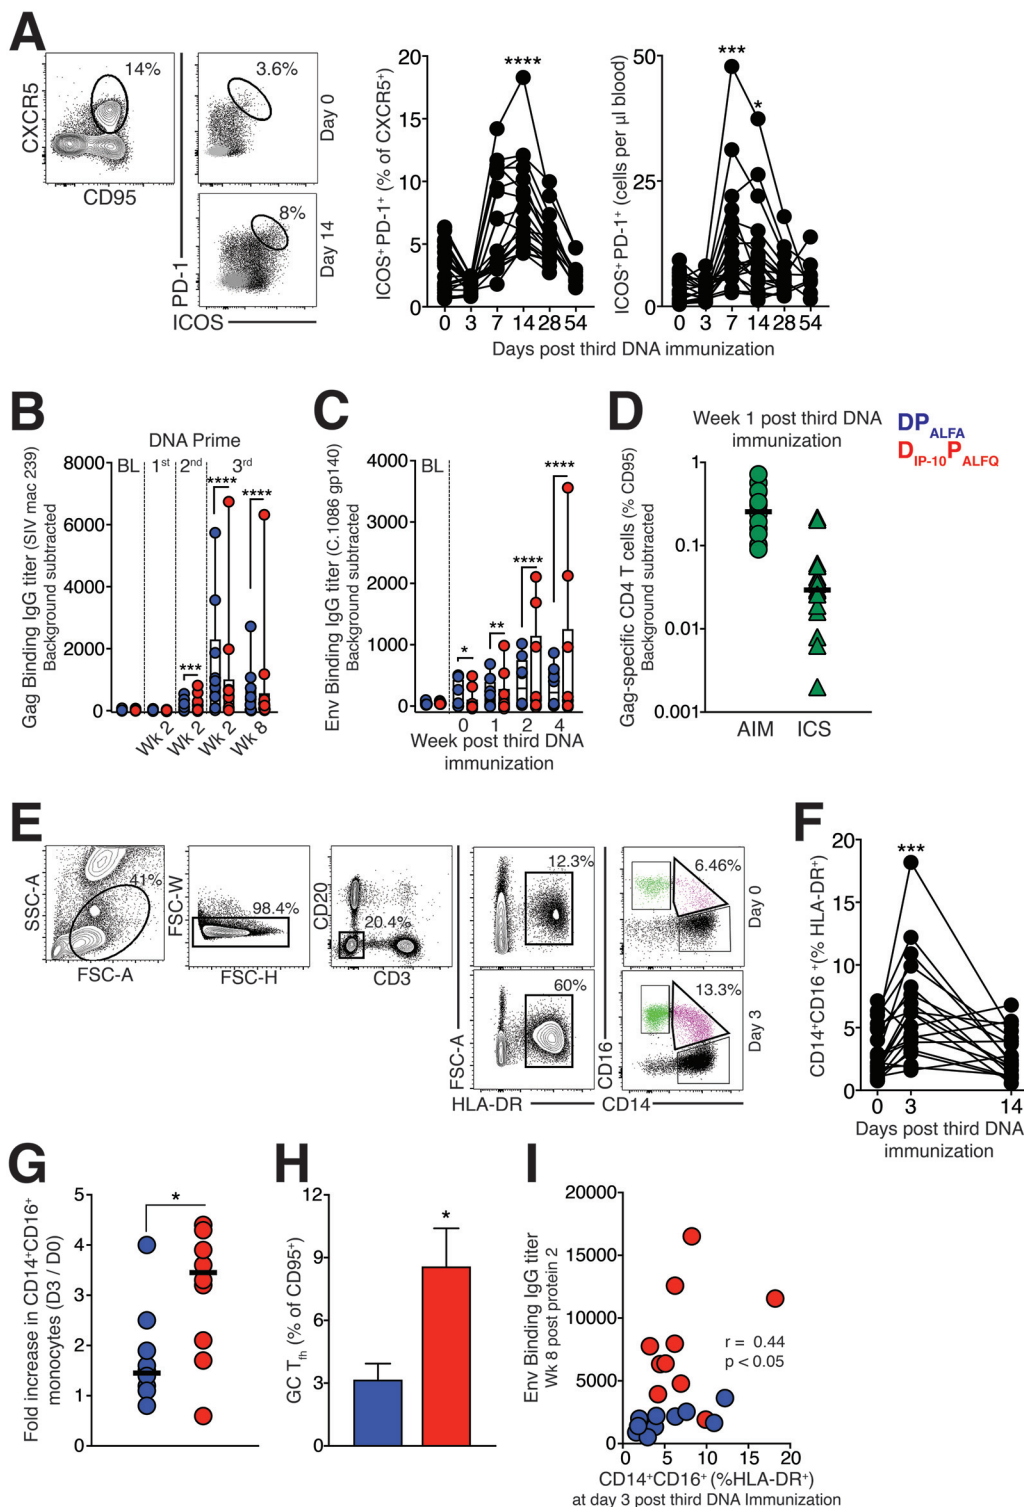 A
CXCR5
14%
CD95
3.6%
Day 0
8%
Day 14
PD-1
ICOS
ICOS⁺ PD-1⁺ (% of CXCR5⁺)
20
15
10
5
0
****
0 3 7 14 28 54
ICOS⁺ PD-1⁺ (cells per µl blood)
50
25
0
***
*
0 3 7 14 28 54
Days post third DNA immunization
B
DNA Prime
BL 1st 2nd 3rd
Gag Binding IgG titer (SIV mac 239)
Background subtracted
8000
6000
4000
2000
0
***
****
****
Wk 2 Wk 2 Wk 2 Wk 8
C
BL
Env Binding IgG titer (C.1086 gp140)
Background subtracted
4000
3000
2000
1000
0
*
**
****
****
0 1 2 4
Week post third DNA
immunization
D
Week 1 post third DNA
immunization
Gag-specific CD4 T cells (% CD95)
Background subtracted
1
0.1
0.01
0.001
AIM ICS
DP ALFA
D IP-10 P ALFQ
E
SSC-A
41%
FSC-A
FSC-W
98.4%
FSC-H
CD20
20.4%
CD3
12.3%
6.46%
Day 0
60%
13.3%
Day 3
FSC-A
HLA-DR
CD16
CD14
F
CD14⁺CD16⁺(% HLA-DR⁺)
20
15
10
5
0
***
0 3 14
Days post third DNA
immunization
G
Fold increase in CD14⁺CD16⁺
monocytes (D3 / D0)
5
4
3
2
1
0
*
H
GC Tfh (% of CD95⁺)
12
9
6
3
0
*
I
Env Binding IgG titer
Wk 8 post protein 2
20000
15000
10000
5000
0
r = 0.44
p < 0.05
0 5 10 15 20
CD14⁺CD16⁺ (%HLA-DR⁺)
at day 3 post third DNA Immunization